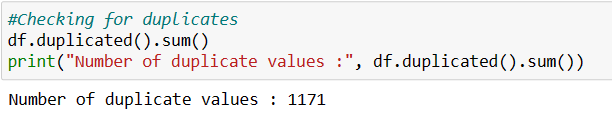 #Checking for duplicates
df.duplicated().sum()
print("Number of duplicate values :", df.duplicated().sum())
Number of duplicate values : 1171